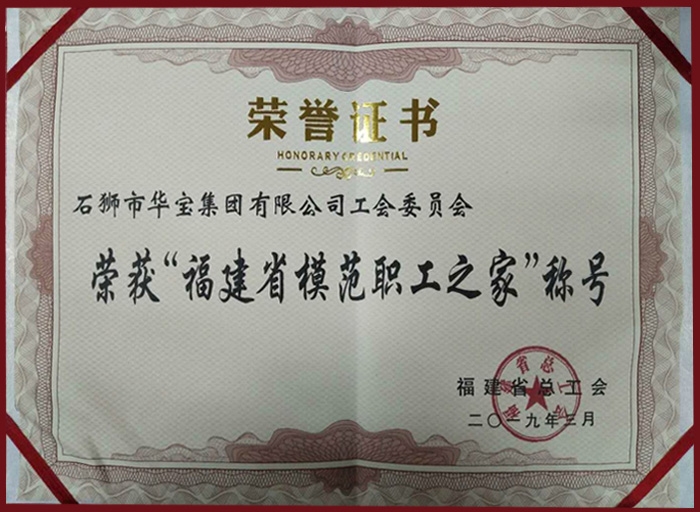 荣誉证书
HONORARY CREDENTIAL
石狮市华宝集团有限公司工会委员会
荣获“福建省模范职工之家”称号
福建省总工会
二〇一九年三月